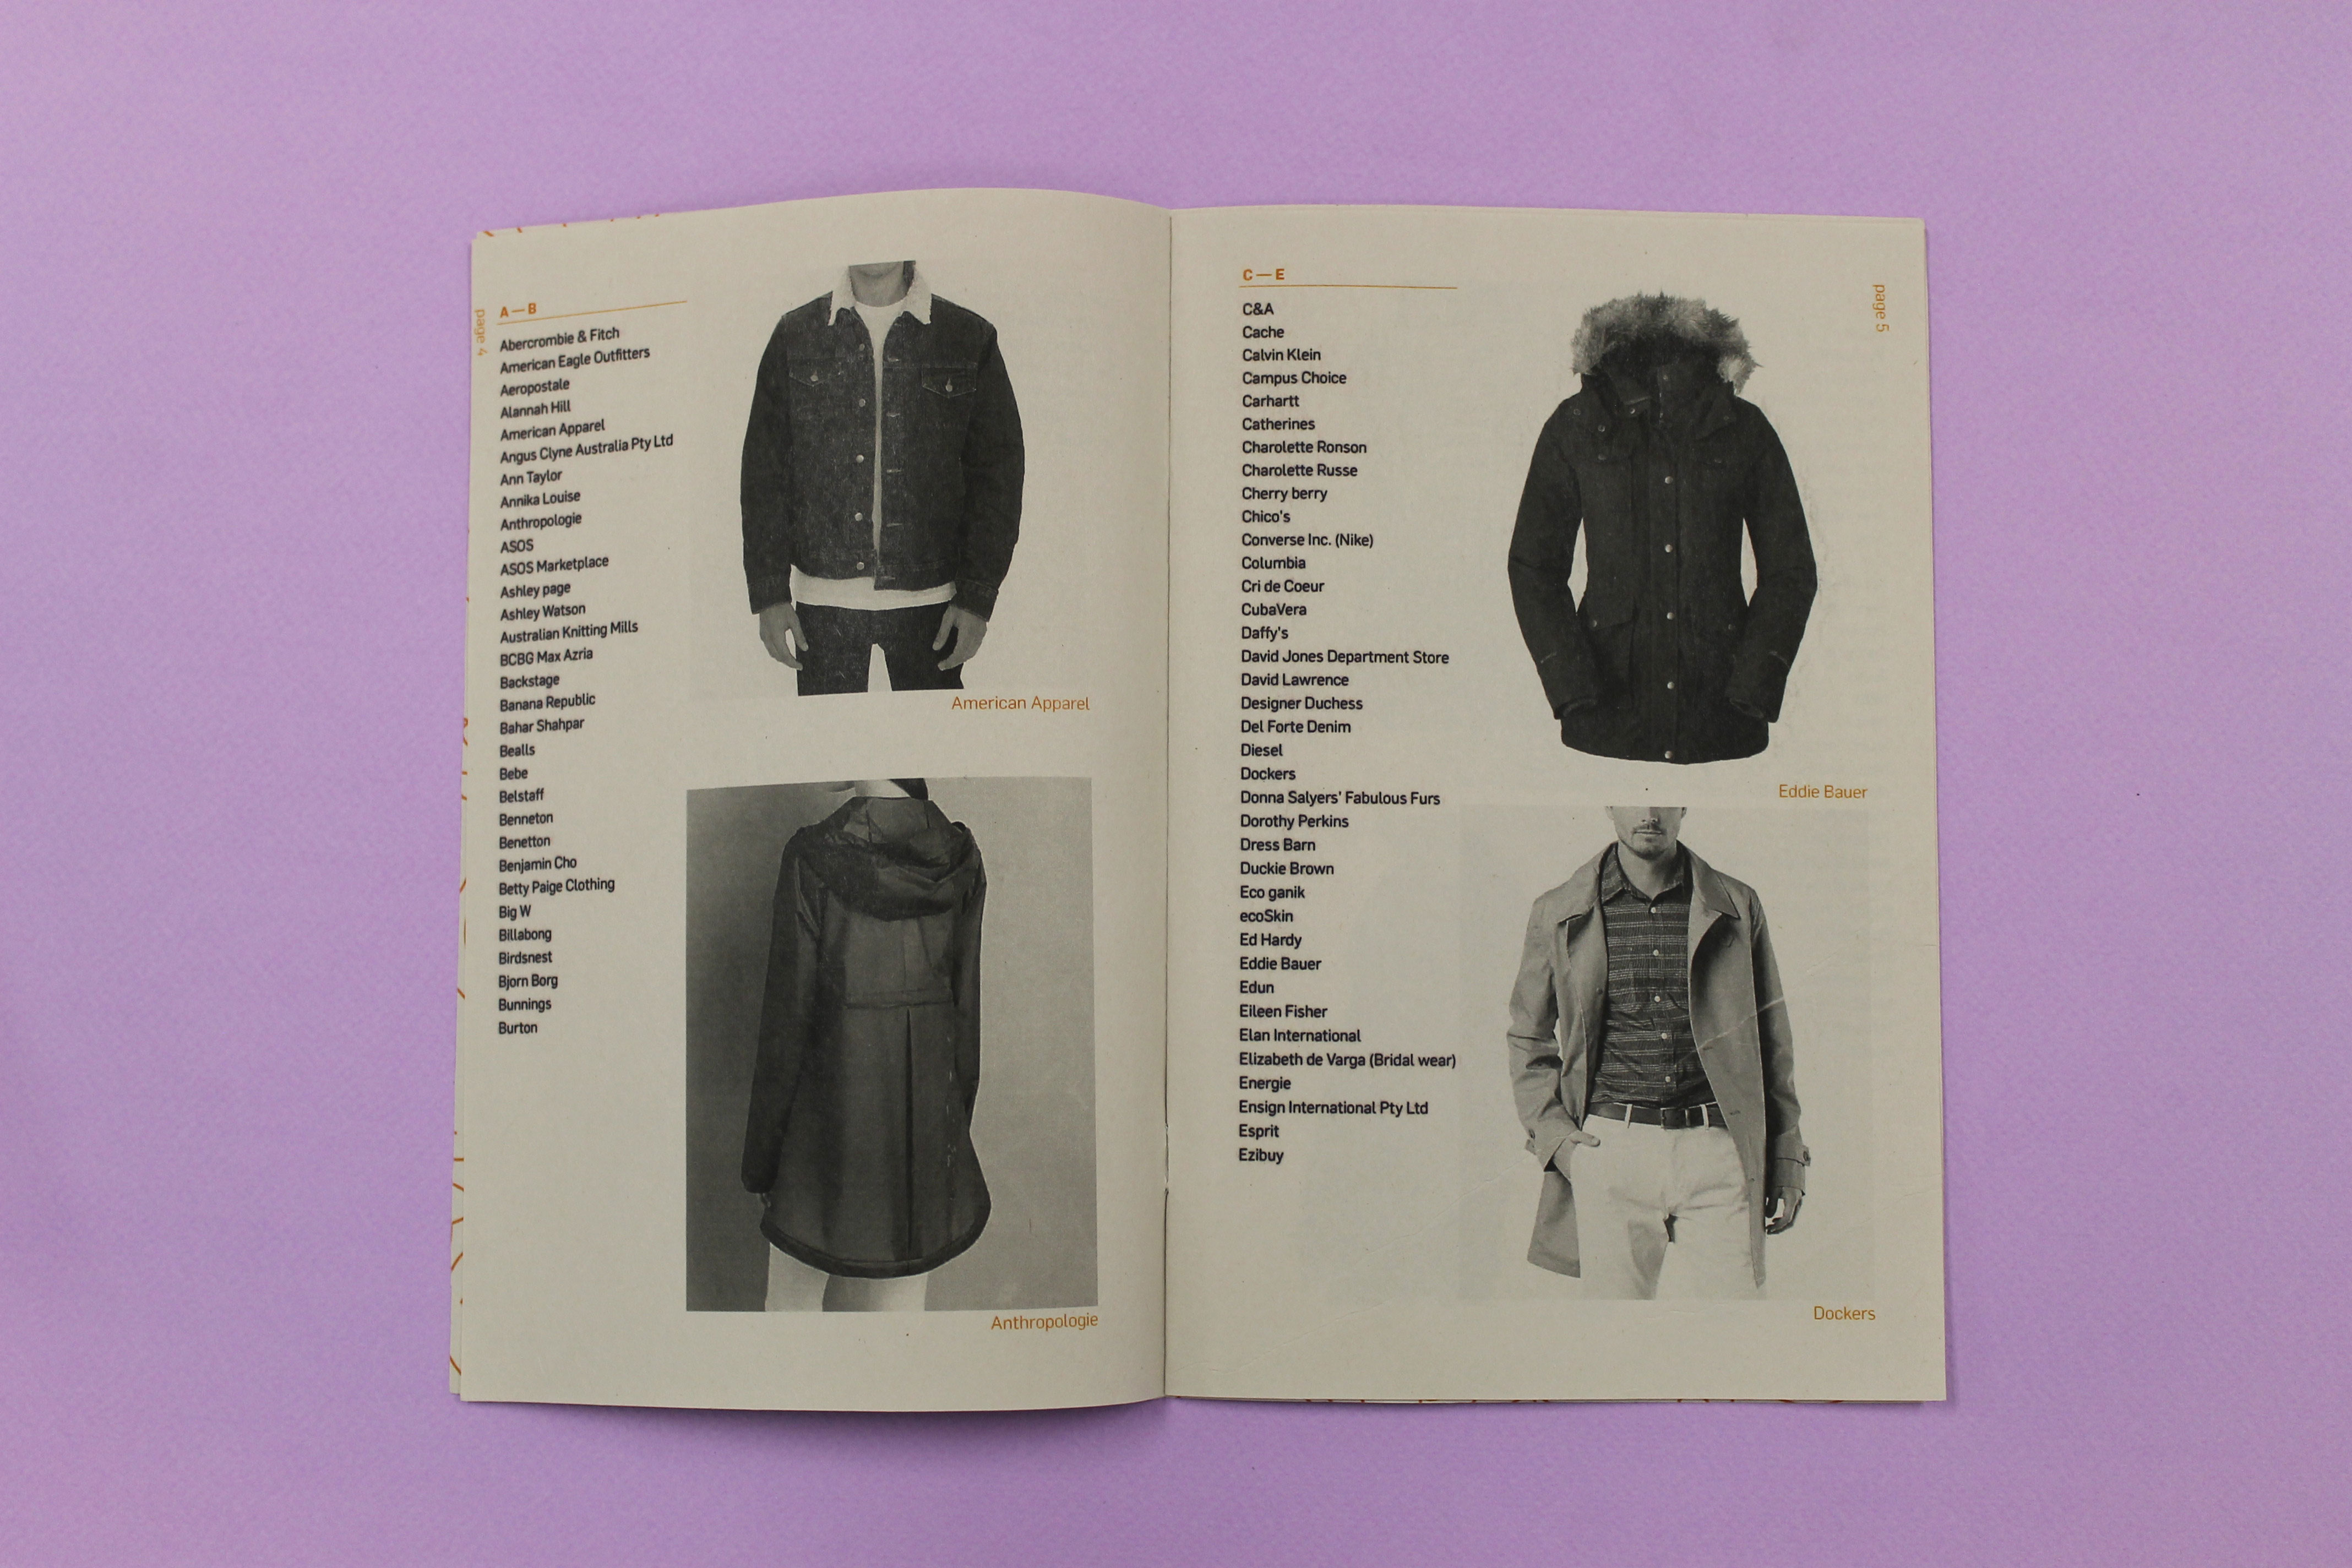 page 4
A — B
Abercrombie & Fitch
American Eagle Outfitters
Aeropostale
Alannah Hill
American Apparel
Angus Clyne Australia Pty Ltd
Ann Taylor
Annika Louise
Anthropologie
ASOS
ASOS Marketplace
Ashley page
Ashley Watson
Australian Knitting Mills
BCBG Max Azria
Backstage
Banana Republic
Bahar Shahpar
Bealls
Bebe
Belstaff
Benneton
Benetton
Benjamin Cho
Betty Paige Clothing
Big W
Billabong
Birdsnest
Bjorn Borg
Bunnings
Burton
American Apparel
Anthropologie
C — E
C&A
Cache
Calvin Klein
Campus Choice
Carhartt
Catherines
Charolette Ronson
Charolette Russe
Cherry berry
Chico's
Converse Inc. (Nike)
Columbia
Cri de Coeur
CubaVera
Daffy's
David Jones Department Store
David Lawrence
Designer Duchess
Del Forte Denim
Diesel
Dockers
Donna Salyers' Fabulous Furs
Dorothy Perkins
Dress Barn
Duckie Brown
Eco ganik
ecoSkin
Ed Hardy
Eddie Bauer
Edun
Eileen Fisher
Elan International
Elizabeth de Varga (Bridal wear)
Energie
Ensign International Pty Ltd
Esprit
Ezibuy
page 5
Eddie Bauer
Dockers